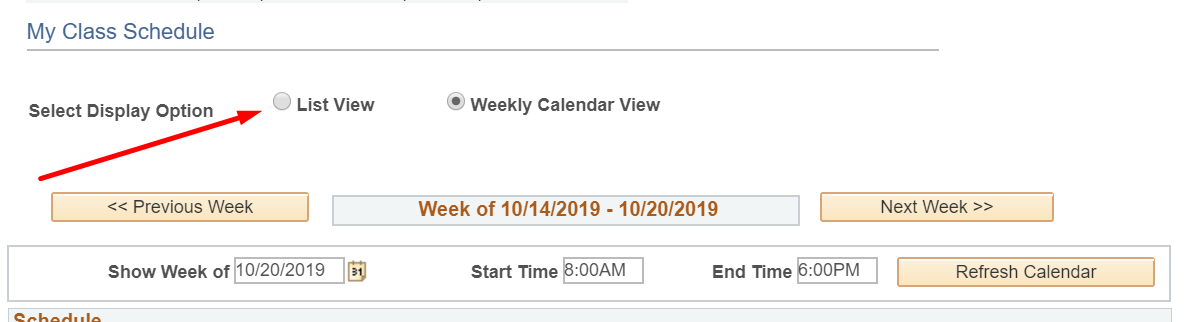 My Class Schedule
Select Display Option List View Weekly Calendar View
<< Previous Week Week of 10/14/2019 - 10/20/2019 Next Week >>
Show Week of 10/20/2019 31 Start Time 8:00AM End Time 6:00PM Refresh Calendar
Schedule